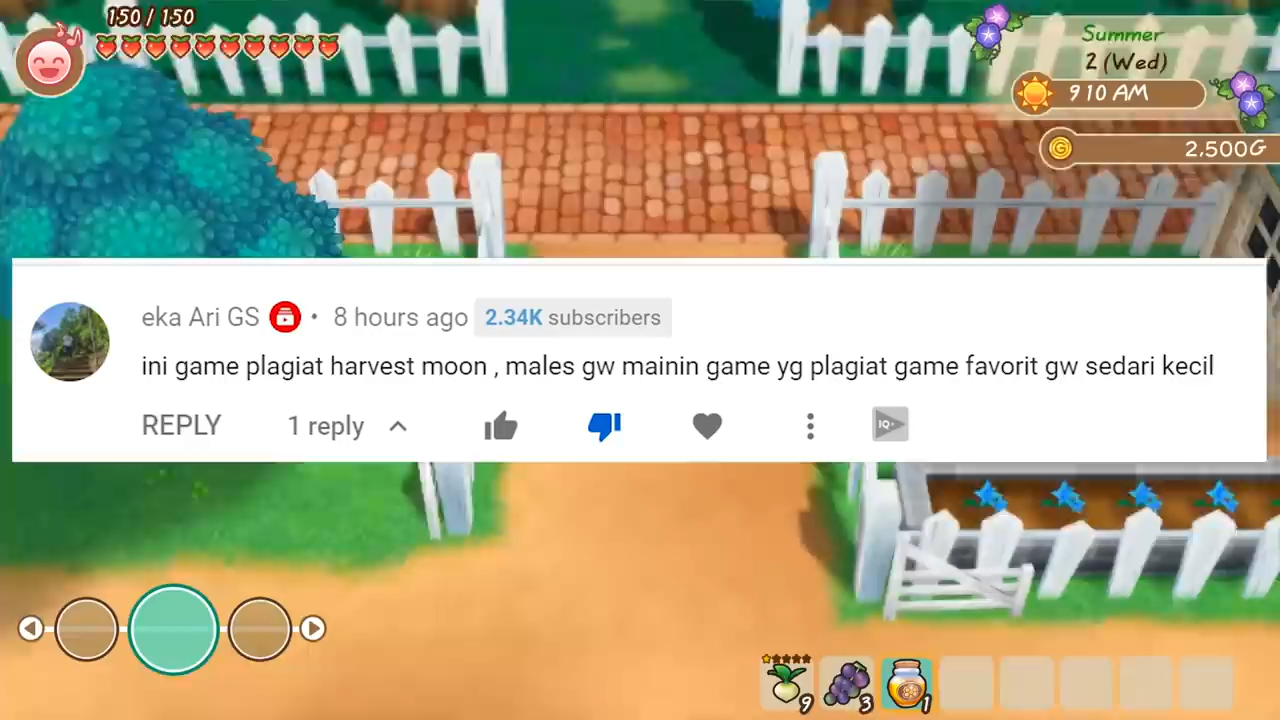 150 / 150
Summer
2 (Wed)
9 10 AM
2,500G
eka Ari GS • 8 hours ago 2.34K subscribers
ini game plagiat harvest moon , males gw mainin game yg plagiat game favorit gw sedari kecil
REPLY 1 reply IQ+
9 3 1